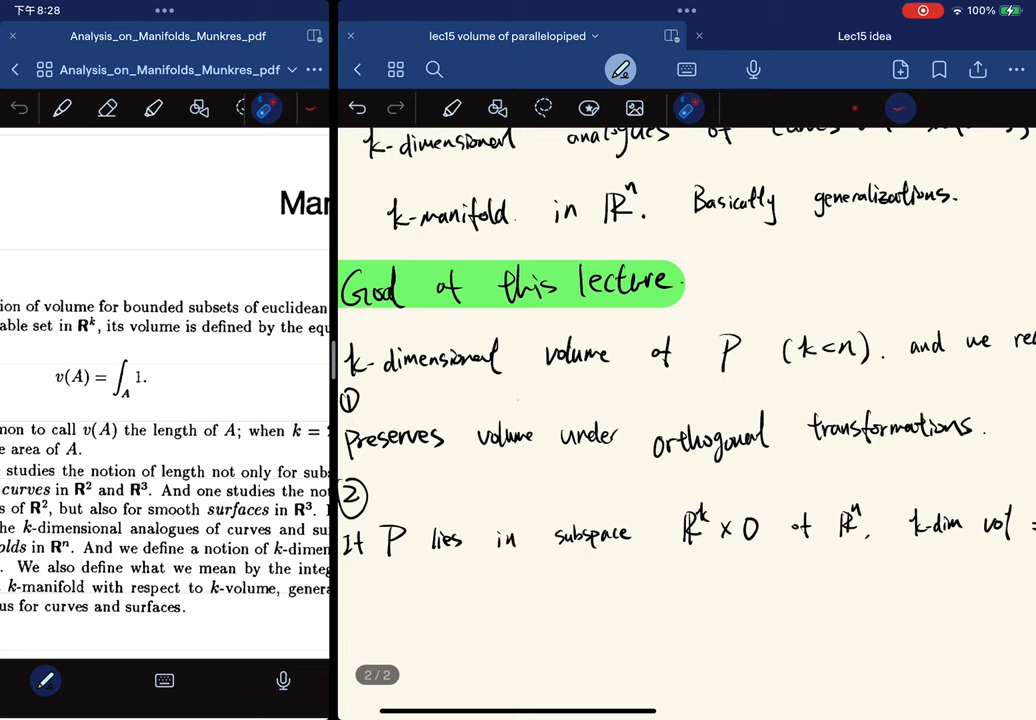 下午8:28
100%
Analysis_on_Manifolds_Munkres_pdf
lec15 volume of parallelopiped
Lec15 idea
Analysis_on_Manifolds_Munkres_pdf
Man
ion of volume for bounded subsets of euclidean
able set in R^k, its volume is defined by the equ
v(A) = ∫_A 1.
mon to call v(A) the length of A; when k =
e area of A.
studies the notion of length not only for sub
curves in R² and R³. And one studies the no
s of R², but also for smooth surfaces in R³.
he k-dimensional analogues of curves and su
olds in Rⁿ. And we define a notion of k-dimen
. We also define what we mean by the integ
k-manifold with respect to k-volume, gener
us for curves and surfaces.
k-dimensional analogues of curves
k-manifold. in ℝⁿ. Basically generalizations.
Goal of this lecture.
k-dimensional volume of P (k<n). and we re
①
preserves volume under orthogonal transformations.
②
If P lies in subspace ℝ^k × 0 of ℝⁿ, k-dim vol =
2 / 2